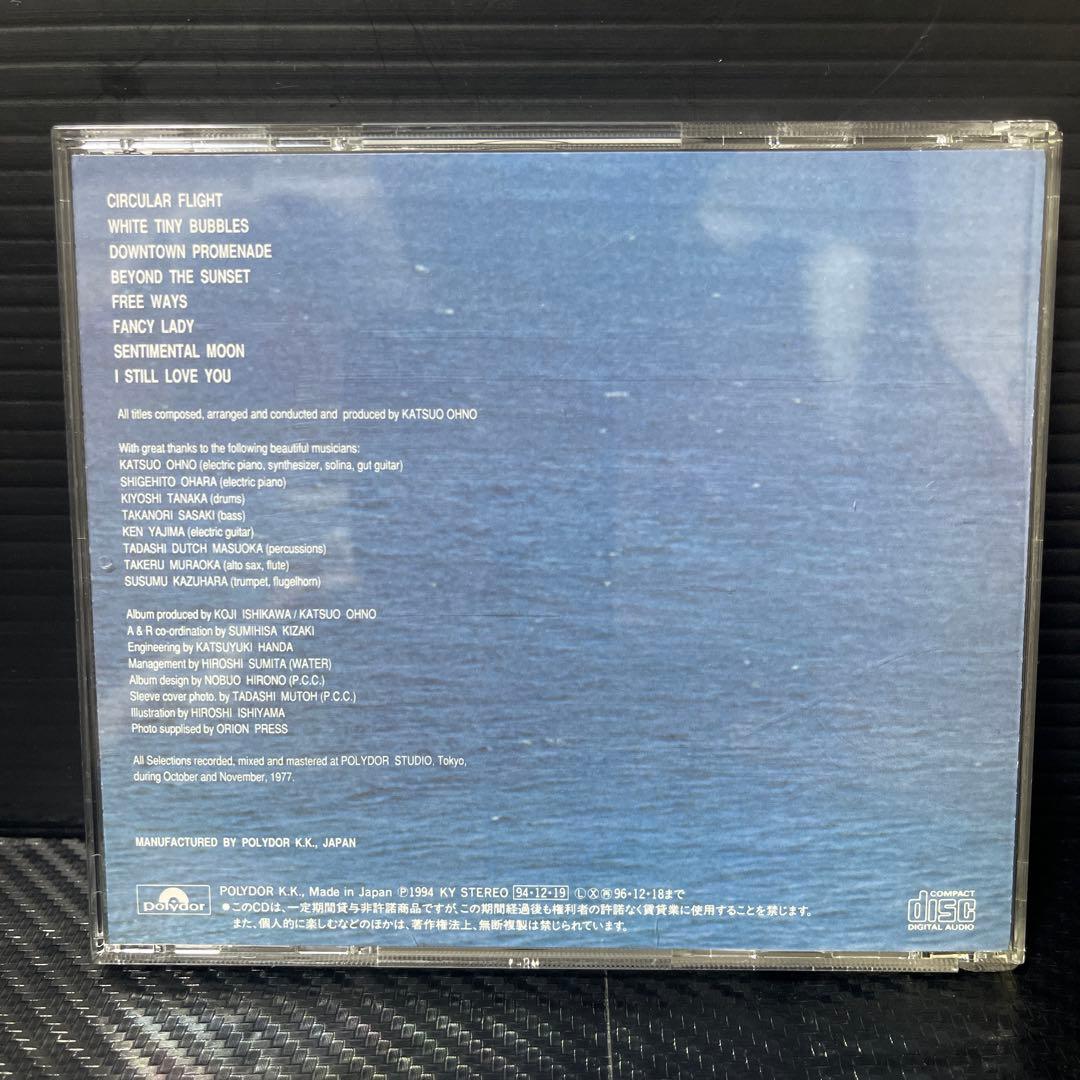 CIRCULAR FLIGHT
WHITE TINY BUBBLES
DOWNTOWN PROMENADE
BEYOND THE SUNSET
FREE WAYS
FANCY LADY
SENTIMENTAL MOON
I STILL LOVE YOU
All titles composed, arranged and conducted and produced by KATSUO OHNO
With great thanks to the following beautiful musicians:
KATSUO OHNO (electric piano, synthesizer, solina, gut guitar)
SHIGEHITO OHARA (electric piano)
KIYOSHI TANAKA (drums)
TAKANORI SASAKI (bass)
KEN YAJIMA (electric guitar)
TADASHI DUTCH MASUOKA (percussions)
TAKERU MURAOKA (alto sax, flute)
SUSUMU KAZUHARA (trumpet, flugelhorn)
Album produced by KOJI ISHIKAWA / KATSUO OHNO
A & R co-ordination by SUMIHISA KIZAKI
Engineering by KATSUYUKI HANDA
Management by HIROSHI SUMITA (WATER)
Album design by NOBUO HIRONO (P.C.C.)
Sleeve cover photo. by TADASHI MUTOH (P.C.C.)
Illustration by HIROSHI ISHIYAMA
Photo supplised by ORION PRESS
All Selections recorded, mixed and mastered at POLYDOR STUDIO, Tokyo,
during October and November, 1977.
MANUFACTURED BY POLYDOR K.K., JAPAN
polydor
POLYDOR K.K., Made in Japan ℗1994 KY STEREO 94・12・19 Ⓛ Ⓧ 96・12・18まで
●このCDは、一定期間貸与非許諾商品ですが、この期間経過後も権利者の許諾なく賃貸業に使用することを禁じます。
また、個人的に楽しむなどのほかは、著作権法上、無断複製は禁じられています。
COMPACT
disc
DIGITAL AUDIO